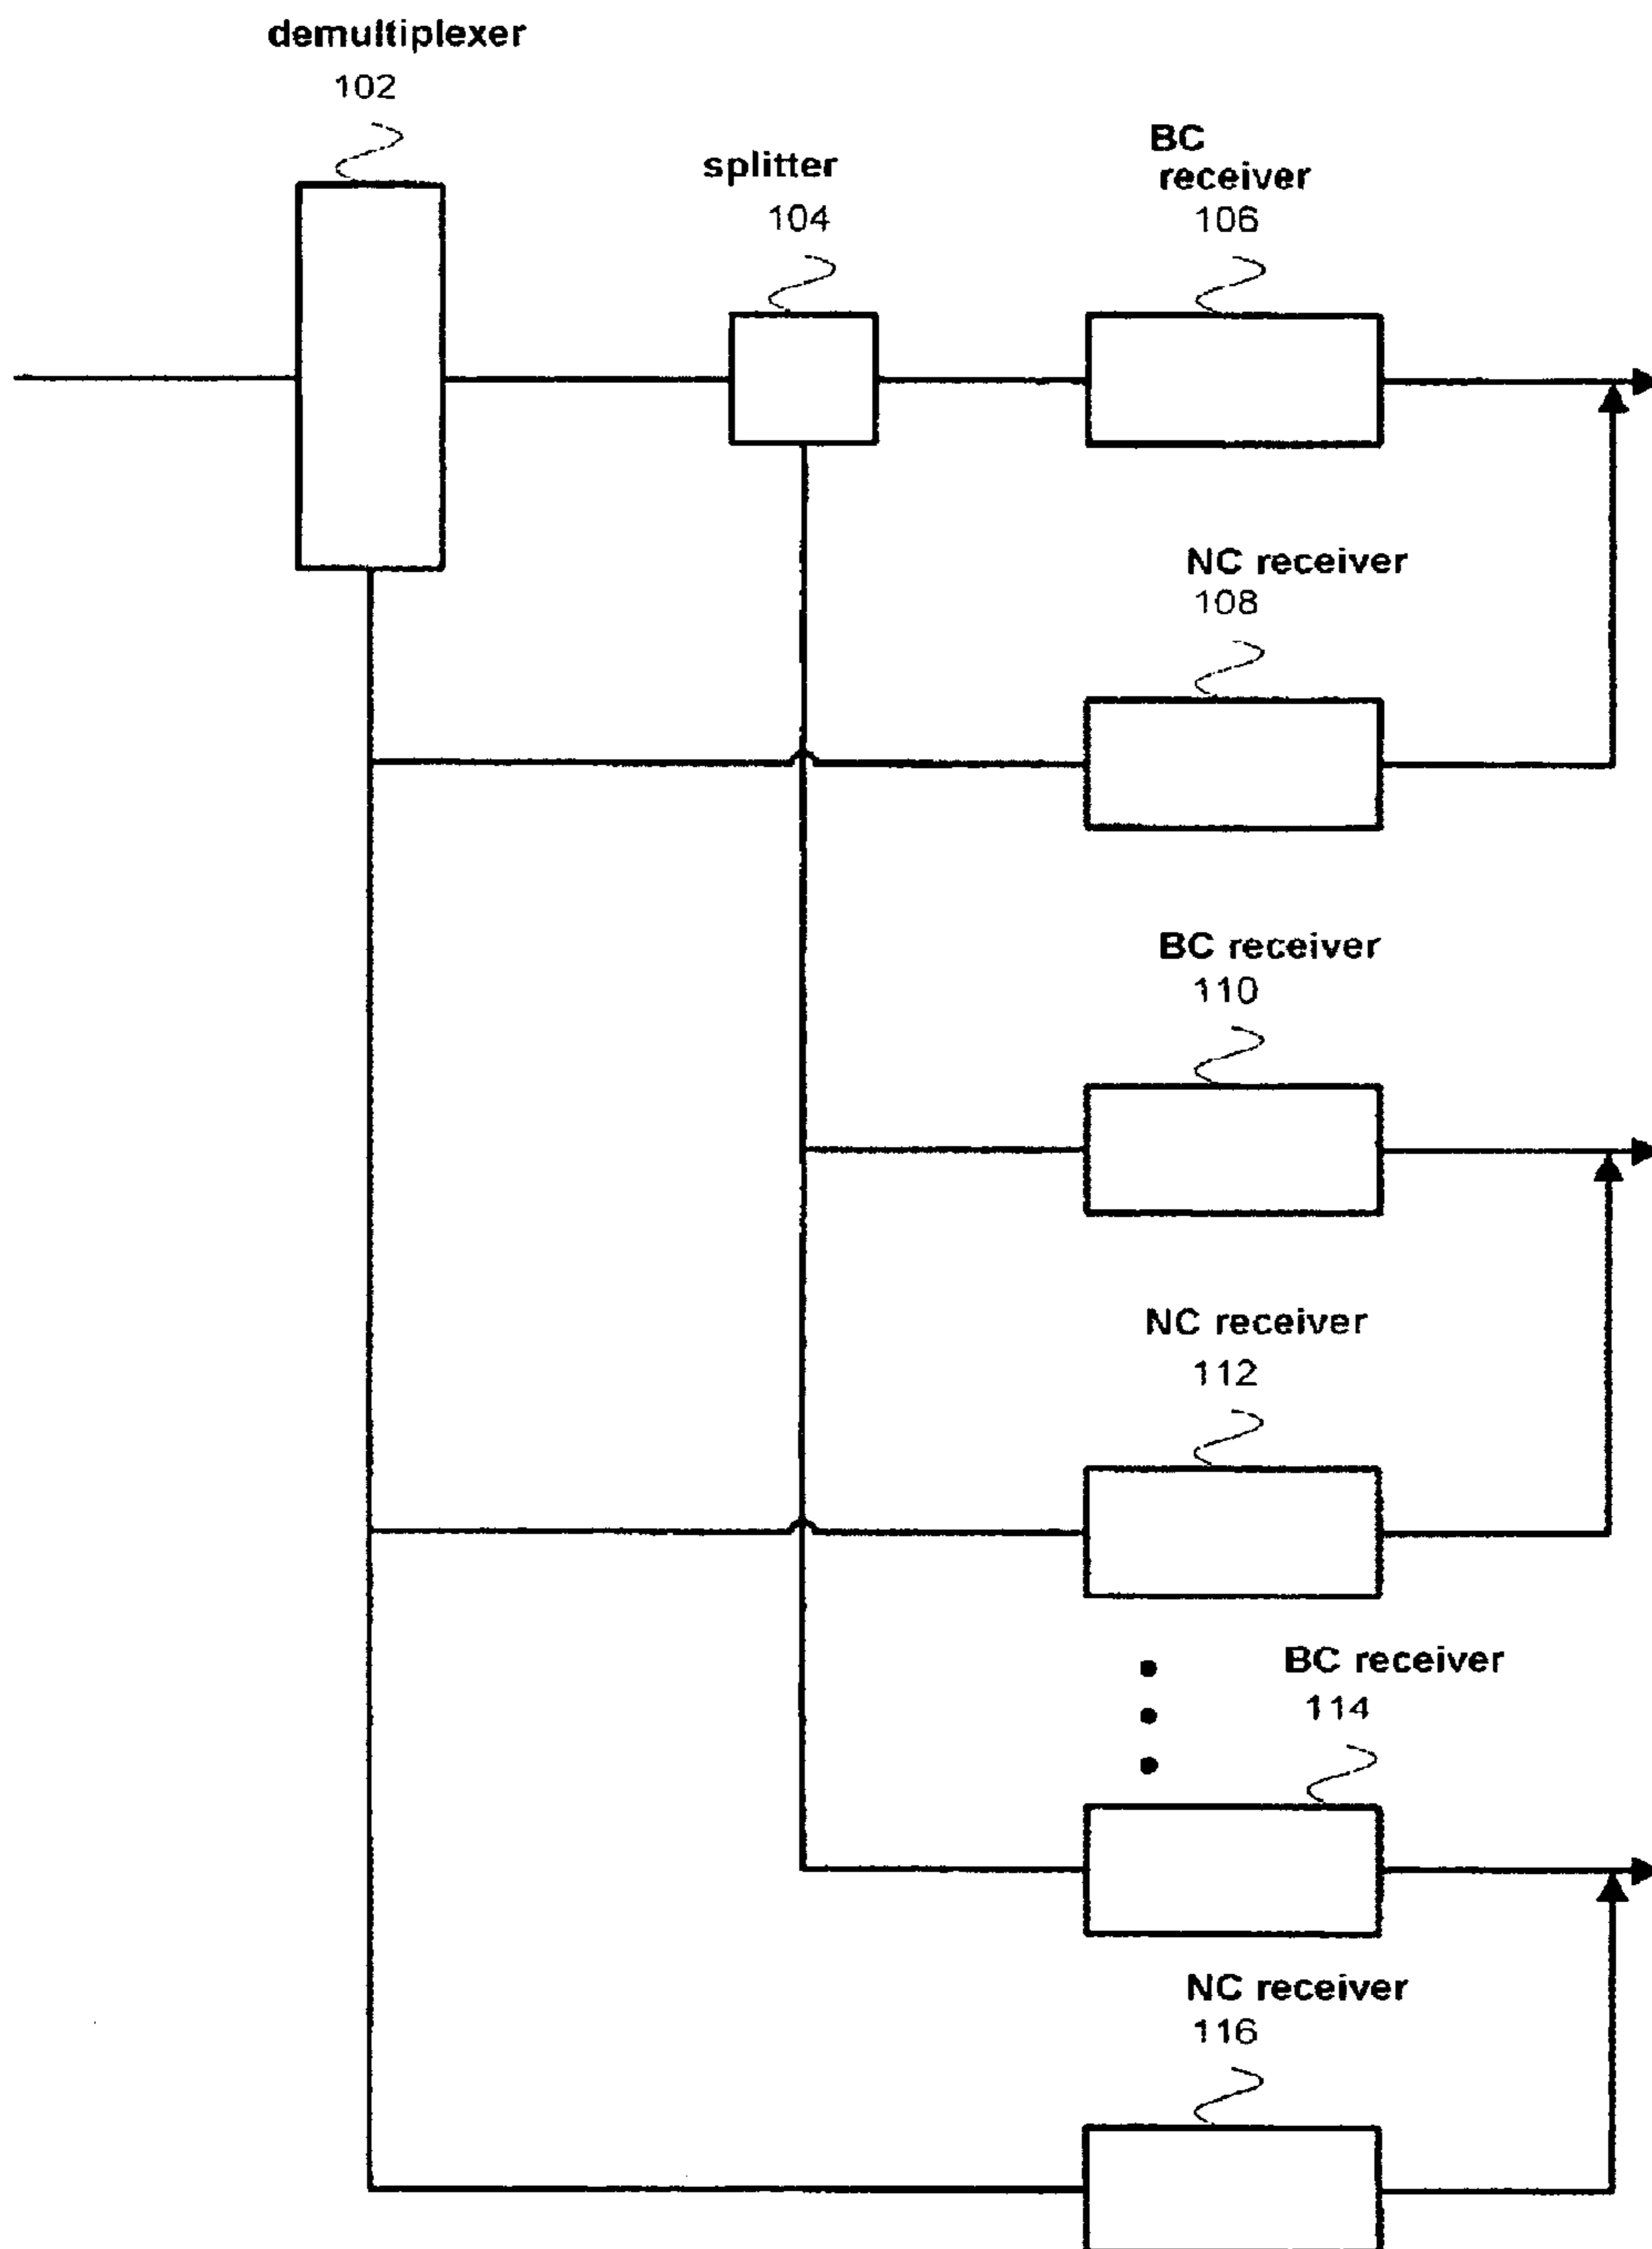 demultiplexer
102
splitter
104
BC
receiver
106
NC receiver
108
BC receiver
110
NC receiver
112
BC receiver
114
NC receiver
116